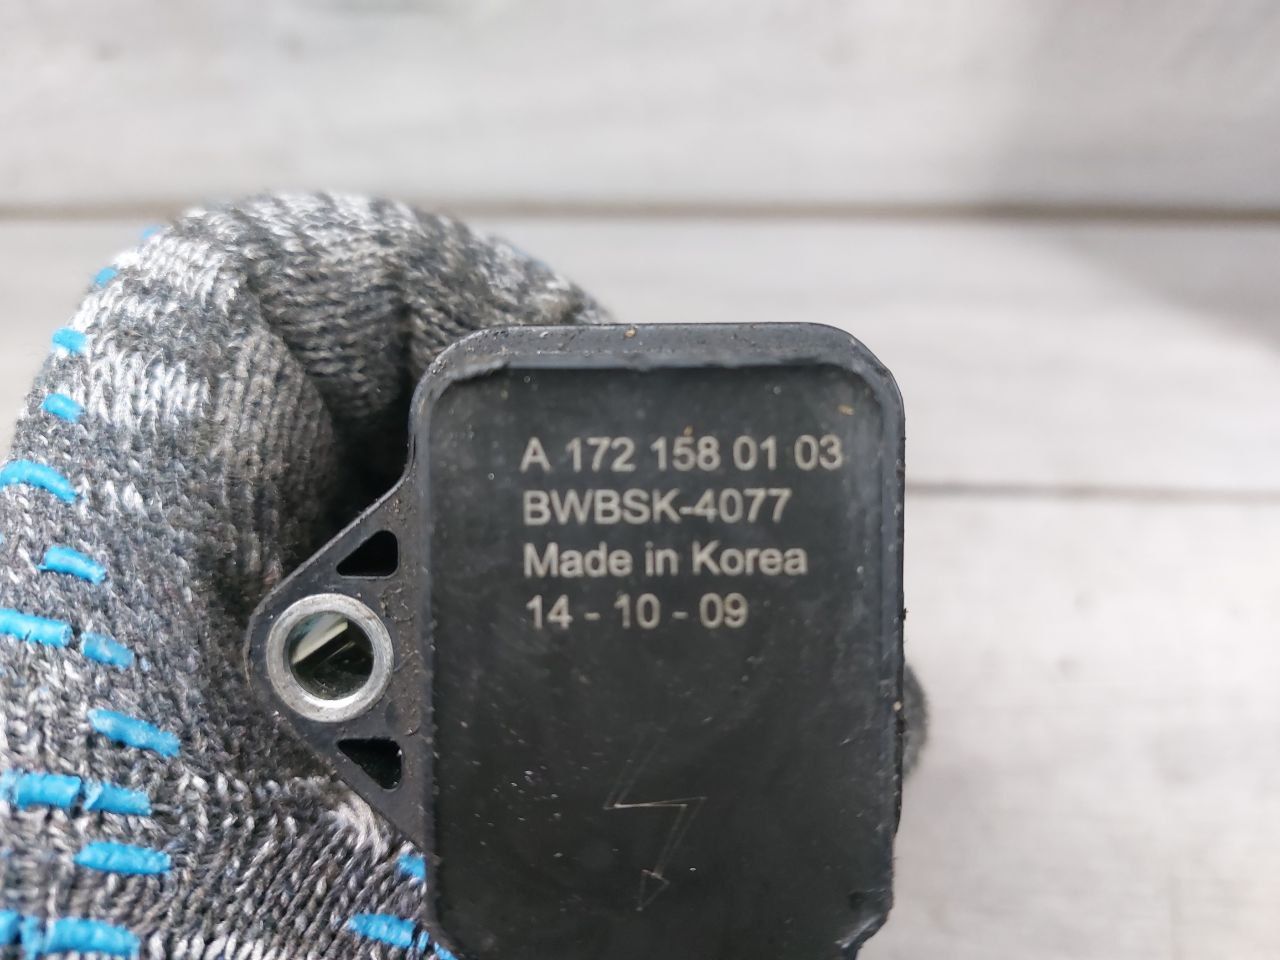 A 172 158 01 03
BWBSK-4077
Made in Korea
14 - 10 - 09